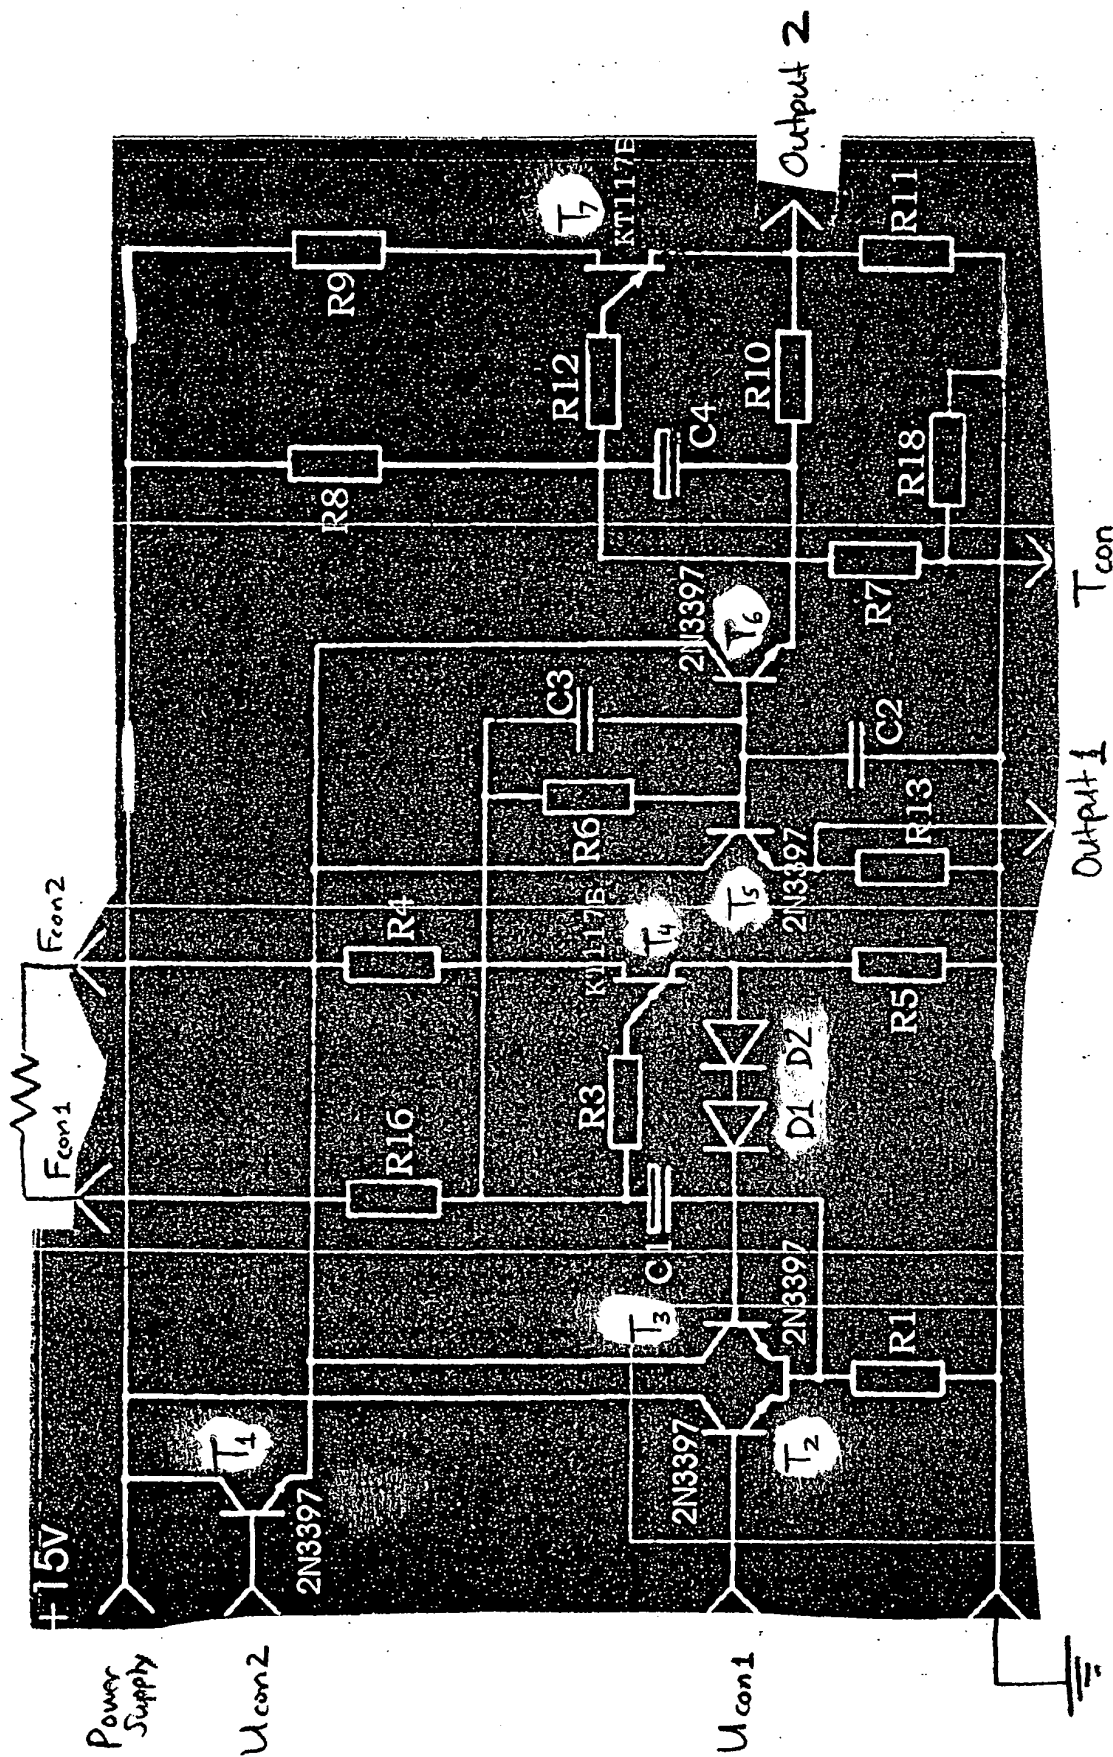 Power
Supply
+15V
Ucon2
Ucon1
T1
2N3397
2N3397
T2
T3
2N3397
R1
C1
Fcon1
Fcon2
R16
R3
D1
D2
R4
KT117B
T4
R5
T5
2N3397
R6
C3
C2
R13
Output 1
2N3397
T6
R7
Tcon
R8
C4
R12
R10
R18
R9
T7
KT117B
R11
Output 2